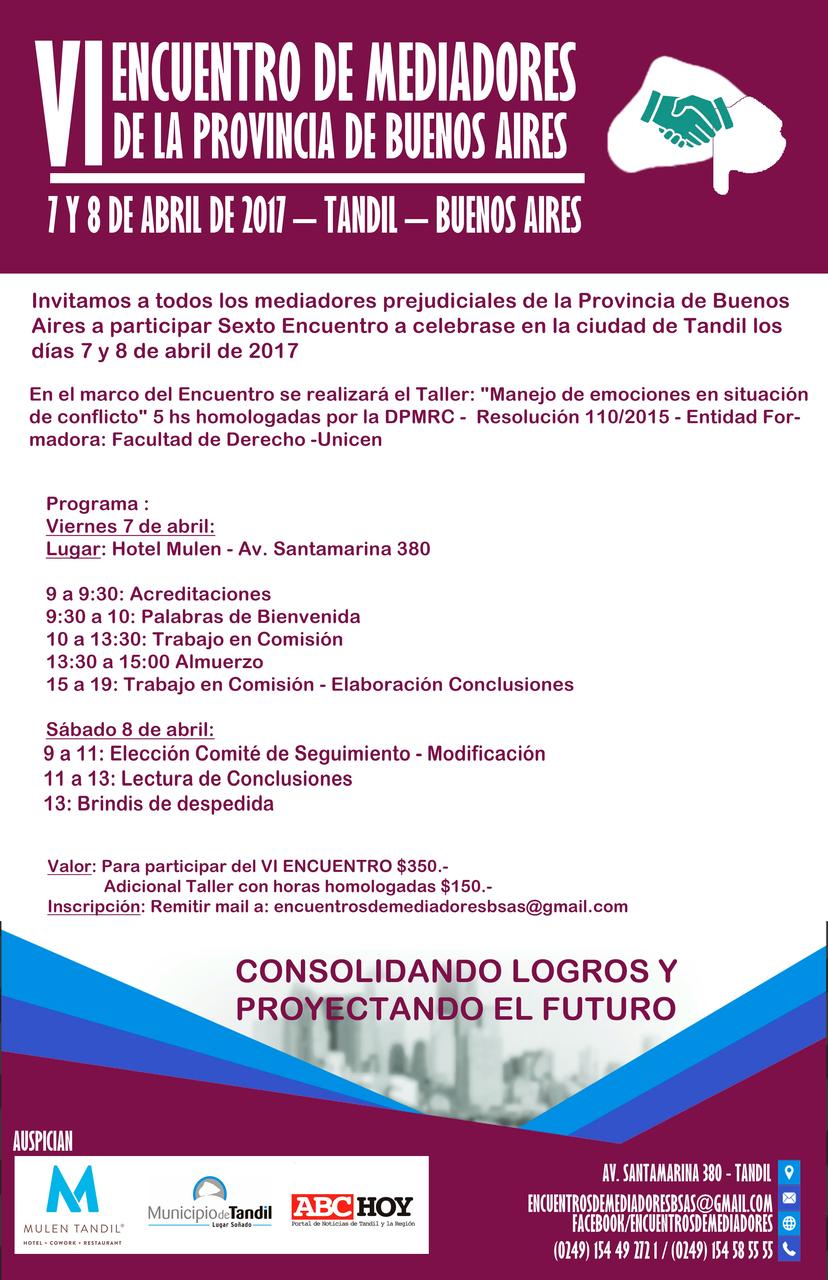 VI ENCUENTRO DE MEDIADORES
DE LA PROVINCIA DE BUENOS AIRES
7 Y 8 DE ABRIL DE 2017 – TANDIL – BUENOS AIRES
Invitamos a todos los mediadores prejudiciales de la Provincia de Buenos
Aires a participar Sexto Encuentro a celebrase en la ciudad de Tandil los
días 7 y 8 de abril de 2017
En el marco del Encuentro se realizará el Taller: "Manejo de emociones en situación
de conflicto" 5 hs homologadas por la DPMRC - Resolución 110/2015 - Entidad For-
madora: Facultad de Derecho -Unicen
Programa :
Viernes 7 de abril:
Lugar: Hotel Mulen - Av. Santamarina 380
9 a 9:30: Acreditaciones
9:30 a 10: Palabras de Bienvenida
10 a 13:30: Trabajo en Comisión
13:30 a 15:00 Almuerzo
15 a 19: Trabajo en Comisión - Elaboración Conclusiones
Sábado 8 de abril:
9 a 11: Elección Comité de Seguimiento - Modificación
11 a 13: Lectura de Conclusiones
13: Brindis de despedida
Valor: Para participar del VI ENCUENTRO $350.-
Adicional Taller con horas homologadas $150.-
Inscripción: Remitir mail a: encuentrosdemediadoresbsas@gmail.com
CONSOLIDANDO LOGROS Y
PROYECTANDO EL FUTURO
AUSPICIAN
M
MULEN TANDIL®
HOTEL • COWORK • RESTAURANT
Municipio de Tandil
Lugar Soñado
ABC HOY
Portal de Noticias de Tandil y la Región
AV. SANTAMARINA 380 - TANDIL
ENCUENTROSDEMEDIADORESBSAS@GMAIL.COM
FACEBOOK/ENCUENTROSDEMEDIADORES
(0249) 154 49 2721 / (0249) 154 58 55 55